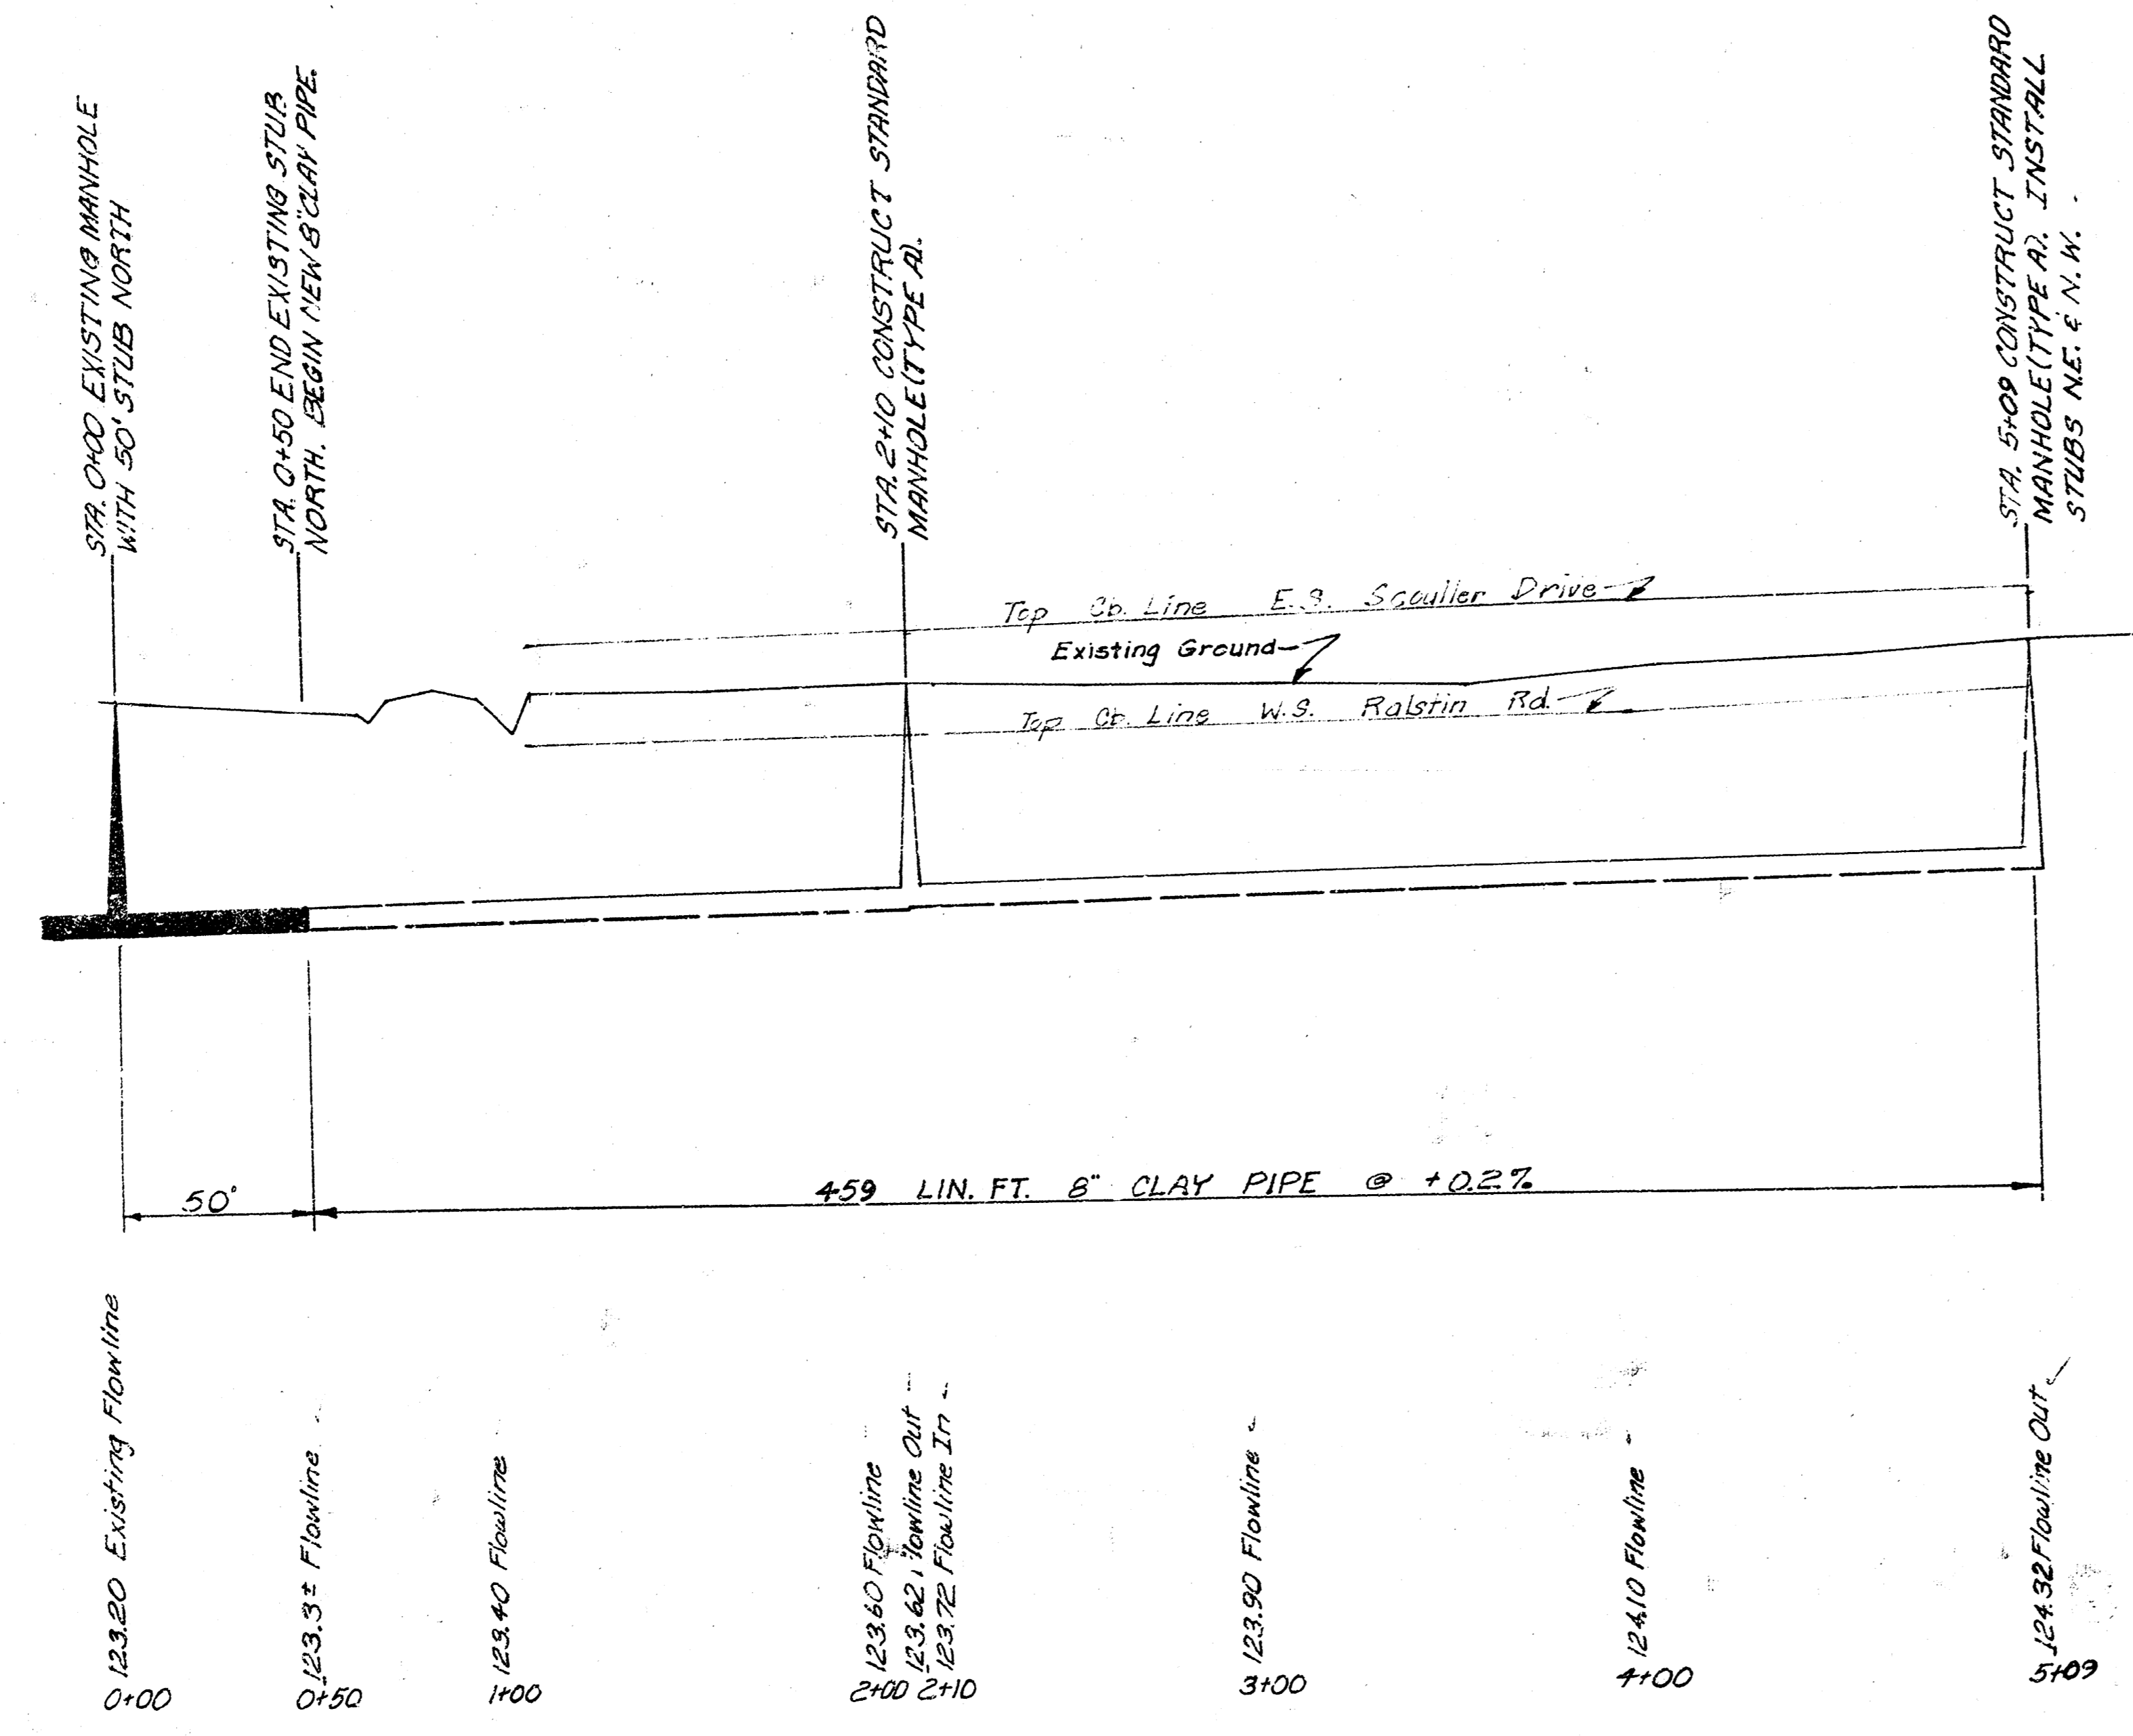 STA. 0+00 EXISTING MANHOLE
WITH 50' STUB NORTH
STA. 0+50 END EXISTING STUB
NORTH. BEGIN NEW 8" CLAY PIPE.
STA. 2+10 CONSTRUCT STANDARD
MANHOLE (TYPE A).
STA. 5+09 CONSTRUCT STANDARD
MANHOLE (TYPE A). INSTALL
STUBS N.E. & N.W.
Top Cb. Line E.S. Scouller Drive
Existing Ground
Top Cb. Line W.S. Ralstin Rd.
50'
459 LIN. FT. 8" CLAY PIPE @ +0.2%
123.20 Existing Flowline
0+00
123.3± Flowline
0+50
123.40 Flowline
1+00
123.60 Flowline
2+00
123.62 Flowline Out
123.72 Flowline In
2+10
123.90 Flowline
3+00
124.10 Flowline
4+00
124.32 Flowline Out
5+09